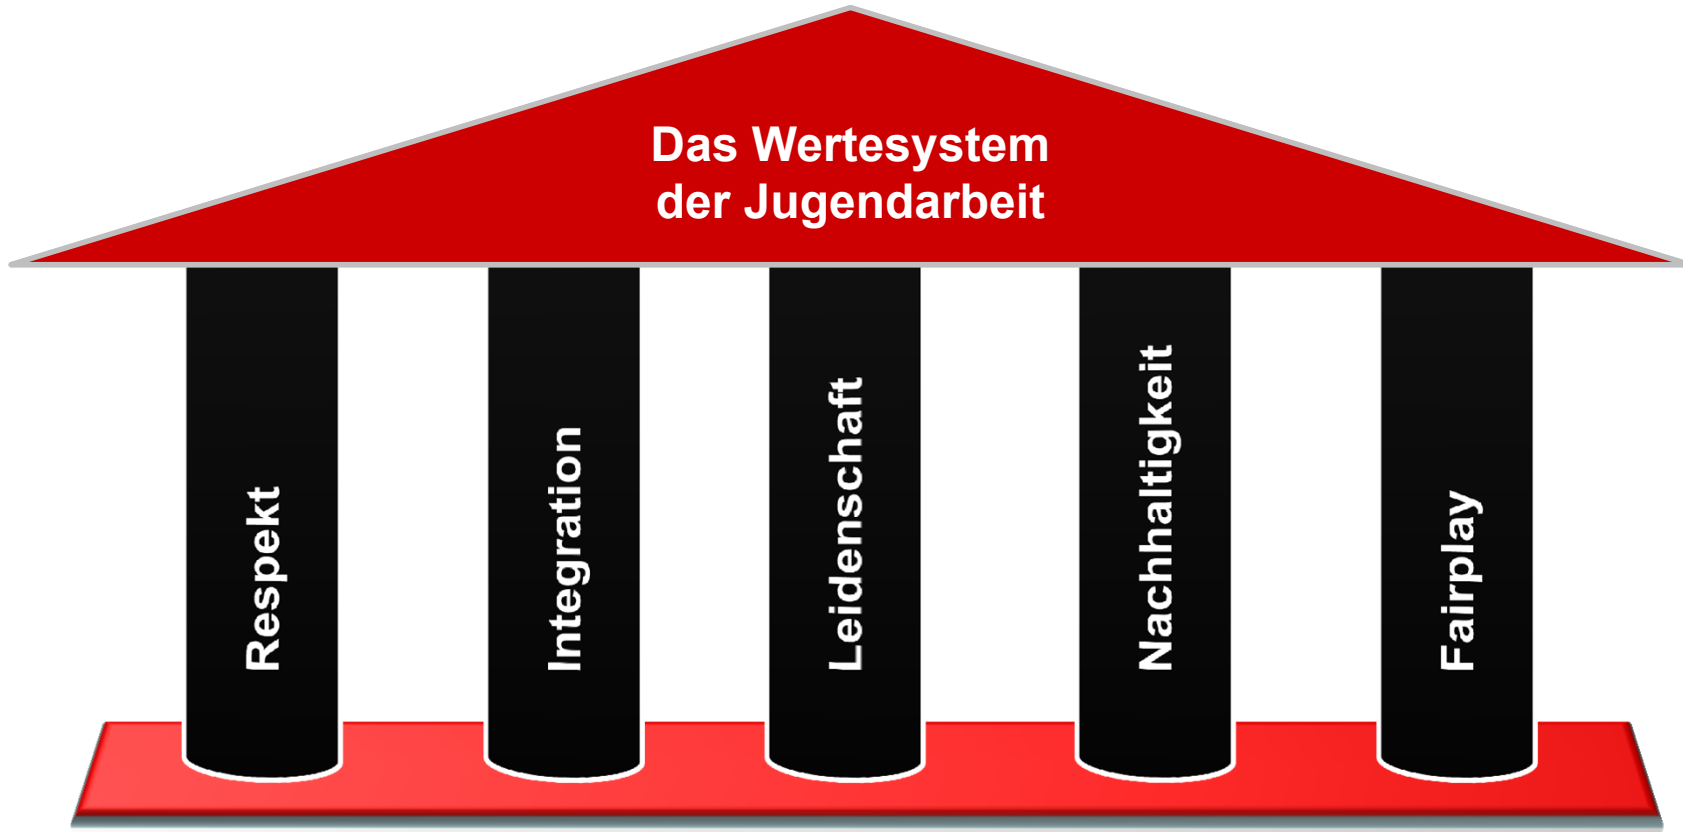 Das Wertesystem
der Jugendarbeit
Respekt
Integration
Leidenschaft
Nachhaltigkeit
Fairplay